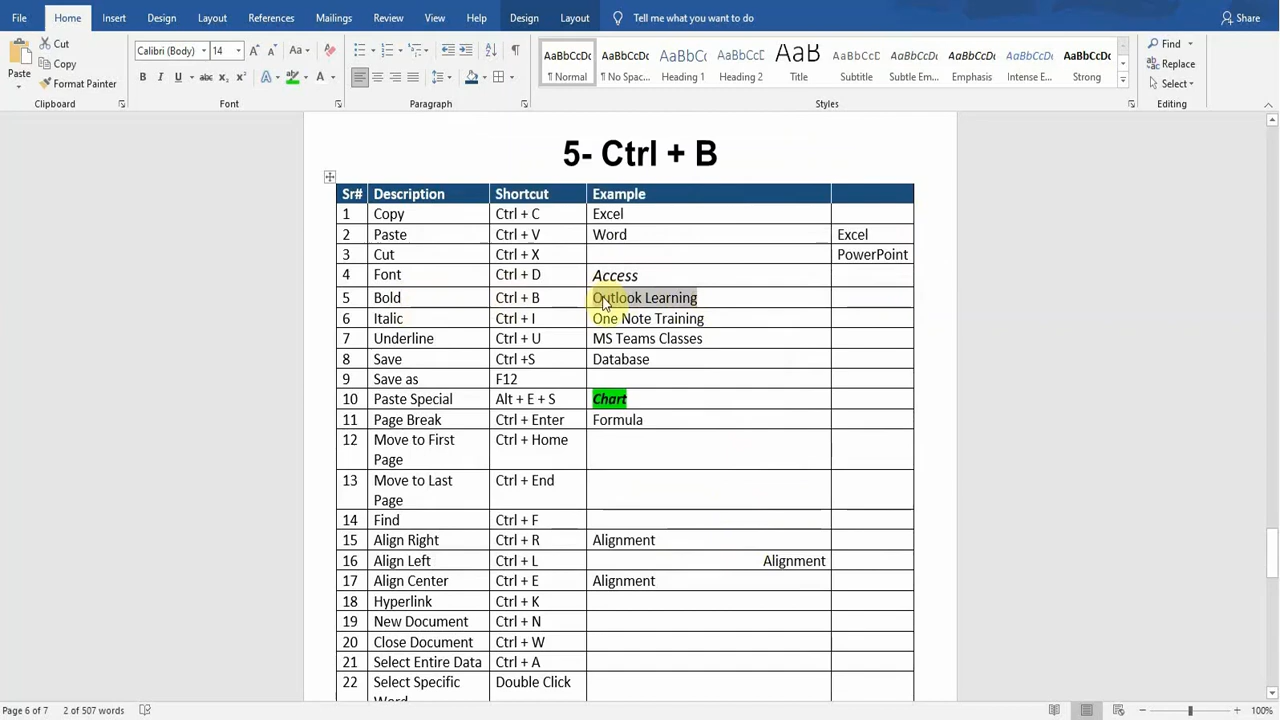 File Home Insert Design Layout References Mailings Review View Help Design Layout Tell me what you want to do Share
Cut
Copy
Paste
Format Painter
Clipboard
Calibri (Body) 14 Aa
B I U abc x₂ x² A A
Font
Paragraph
AaBbCcDc AaBbCcDc AaBbCc AaBbCcDc AaB AaBbCcDc AaBbCcDc AaBbCcDc AaBbCcDc AaBbCcDc
¶ Normal ¶ No Spac... Heading 1 Heading 2 Title Subtitle Subtle Em... Emphasis Intense E... Strong
Styles
Find
Replace
Select
Editing
5- Ctrl + B
Sr# Description Shortcut Example
1 Copy Ctrl + C Excel
2 Paste Ctrl + V Word Excel
3 Cut Ctrl + X PowerPoint
4 Font Ctrl + D Access
5 Bold Ctrl + B Outlook Learning
6 Italic Ctrl + I One Note Training
7 Underline Ctrl + U MS Teams Classes
8 Save Ctrl +S Database
9 Save as F12
10 Paste Special Alt + E + S Chart
11 Page Break Ctrl + Enter Formula
12 Move to First Ctrl + Home
Page
13 Move to Last Ctrl + End
Page
14 Find Ctrl + F
15 Align Right Ctrl + R Alignment
16 Align Left Ctrl + L Alignment
17 Align Center Ctrl + E Alignment
18 Hyperlink Ctrl + K
19 New Document Ctrl + N
20 Close Document Ctrl + W
21 Select Entire Data Ctrl + A
22 Select Specific Double Click
Word
Page 6 of 7 2 of 507 words 100%